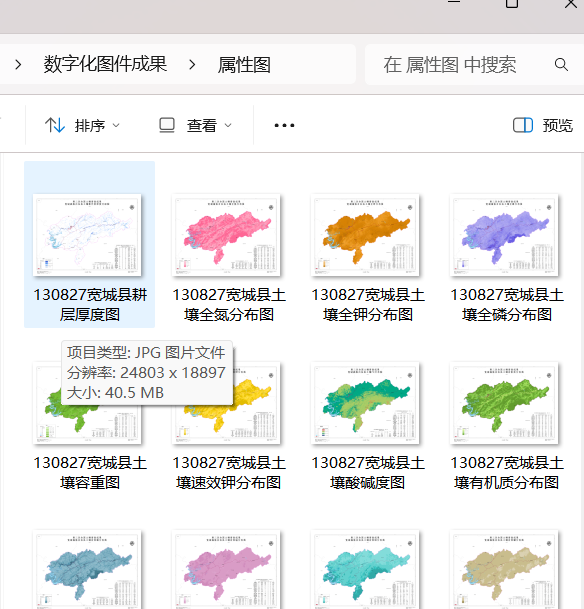 数字化图件成果
属性图
在 属性图 中搜索
排序
查看
预览
130827宽城县耕
层厚度图
130827宽城县土
壤全氮分布图
130827宽城县土
壤全钾分布图
130827宽城县土
壤全磷分布图
项目类型: JPG 图片文件
分辨率: 24803 x 18897
大小: 40.5 MB
130827宽城县土
壤容重图
130827宽城县土
壤速效钾分布图
130827宽城县土
壤酸碱度图
130827宽城县土
壤有机质分布图